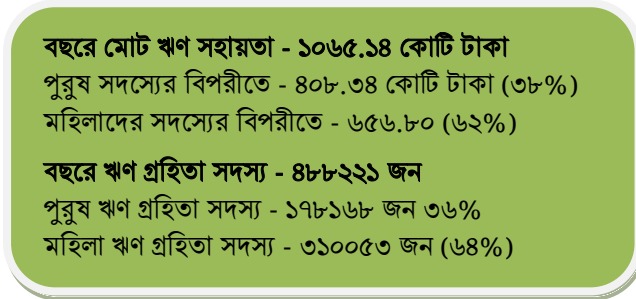 বছরে মোট ঋণ সহায়তা - ১০৬৫.১৪ কোটি টাকা
পুরুষ সদস্যের বিপরীতে - ৪০৮.৩৪ কোটি টাকা (৩৮%)
মহিলাদের সদস্যের বিপরীতে - ৬৫৬.৮০ (৬২%)
বছরে ঋণ গ্রহিতা সদস্য - ৪৮৮২২১ জন
পুরুষ ঋণ গ্রহিতা সদস্য - ১৭৮১৬৮ জন ৩৬%
মহিলা ঋণ গ্রহিতা সদস্য - ৩১০০৫৩ জন (৬৪%)